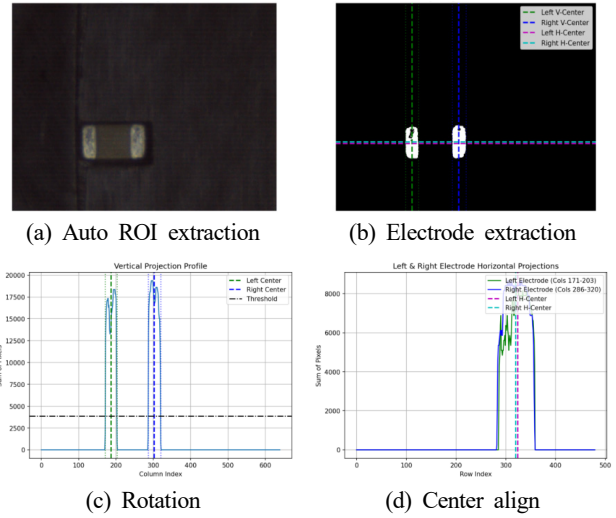 Left V-Center
Right V-Center
Left H-Center
Right H-Center
(a) Auto ROI extraction
(b) Electrode extraction
Vertical Projection Profile
20000
17500
15000
12500
10000
7500
5000
2500
0
Left Center
Right Center
Threshold
0
100
200
300
400
500
600
Column Index
Left & Right Electrode Horizontal Projections
Sum of Pixels
8000
6000
4000
2000
0
Left Electrode (Cols 171-203)
Right Electrode (Cols 286-320)
Left H-Center
Right H-Center
0
100
200
300
400
500
Row Index
(c) Rotation
(d) Center align